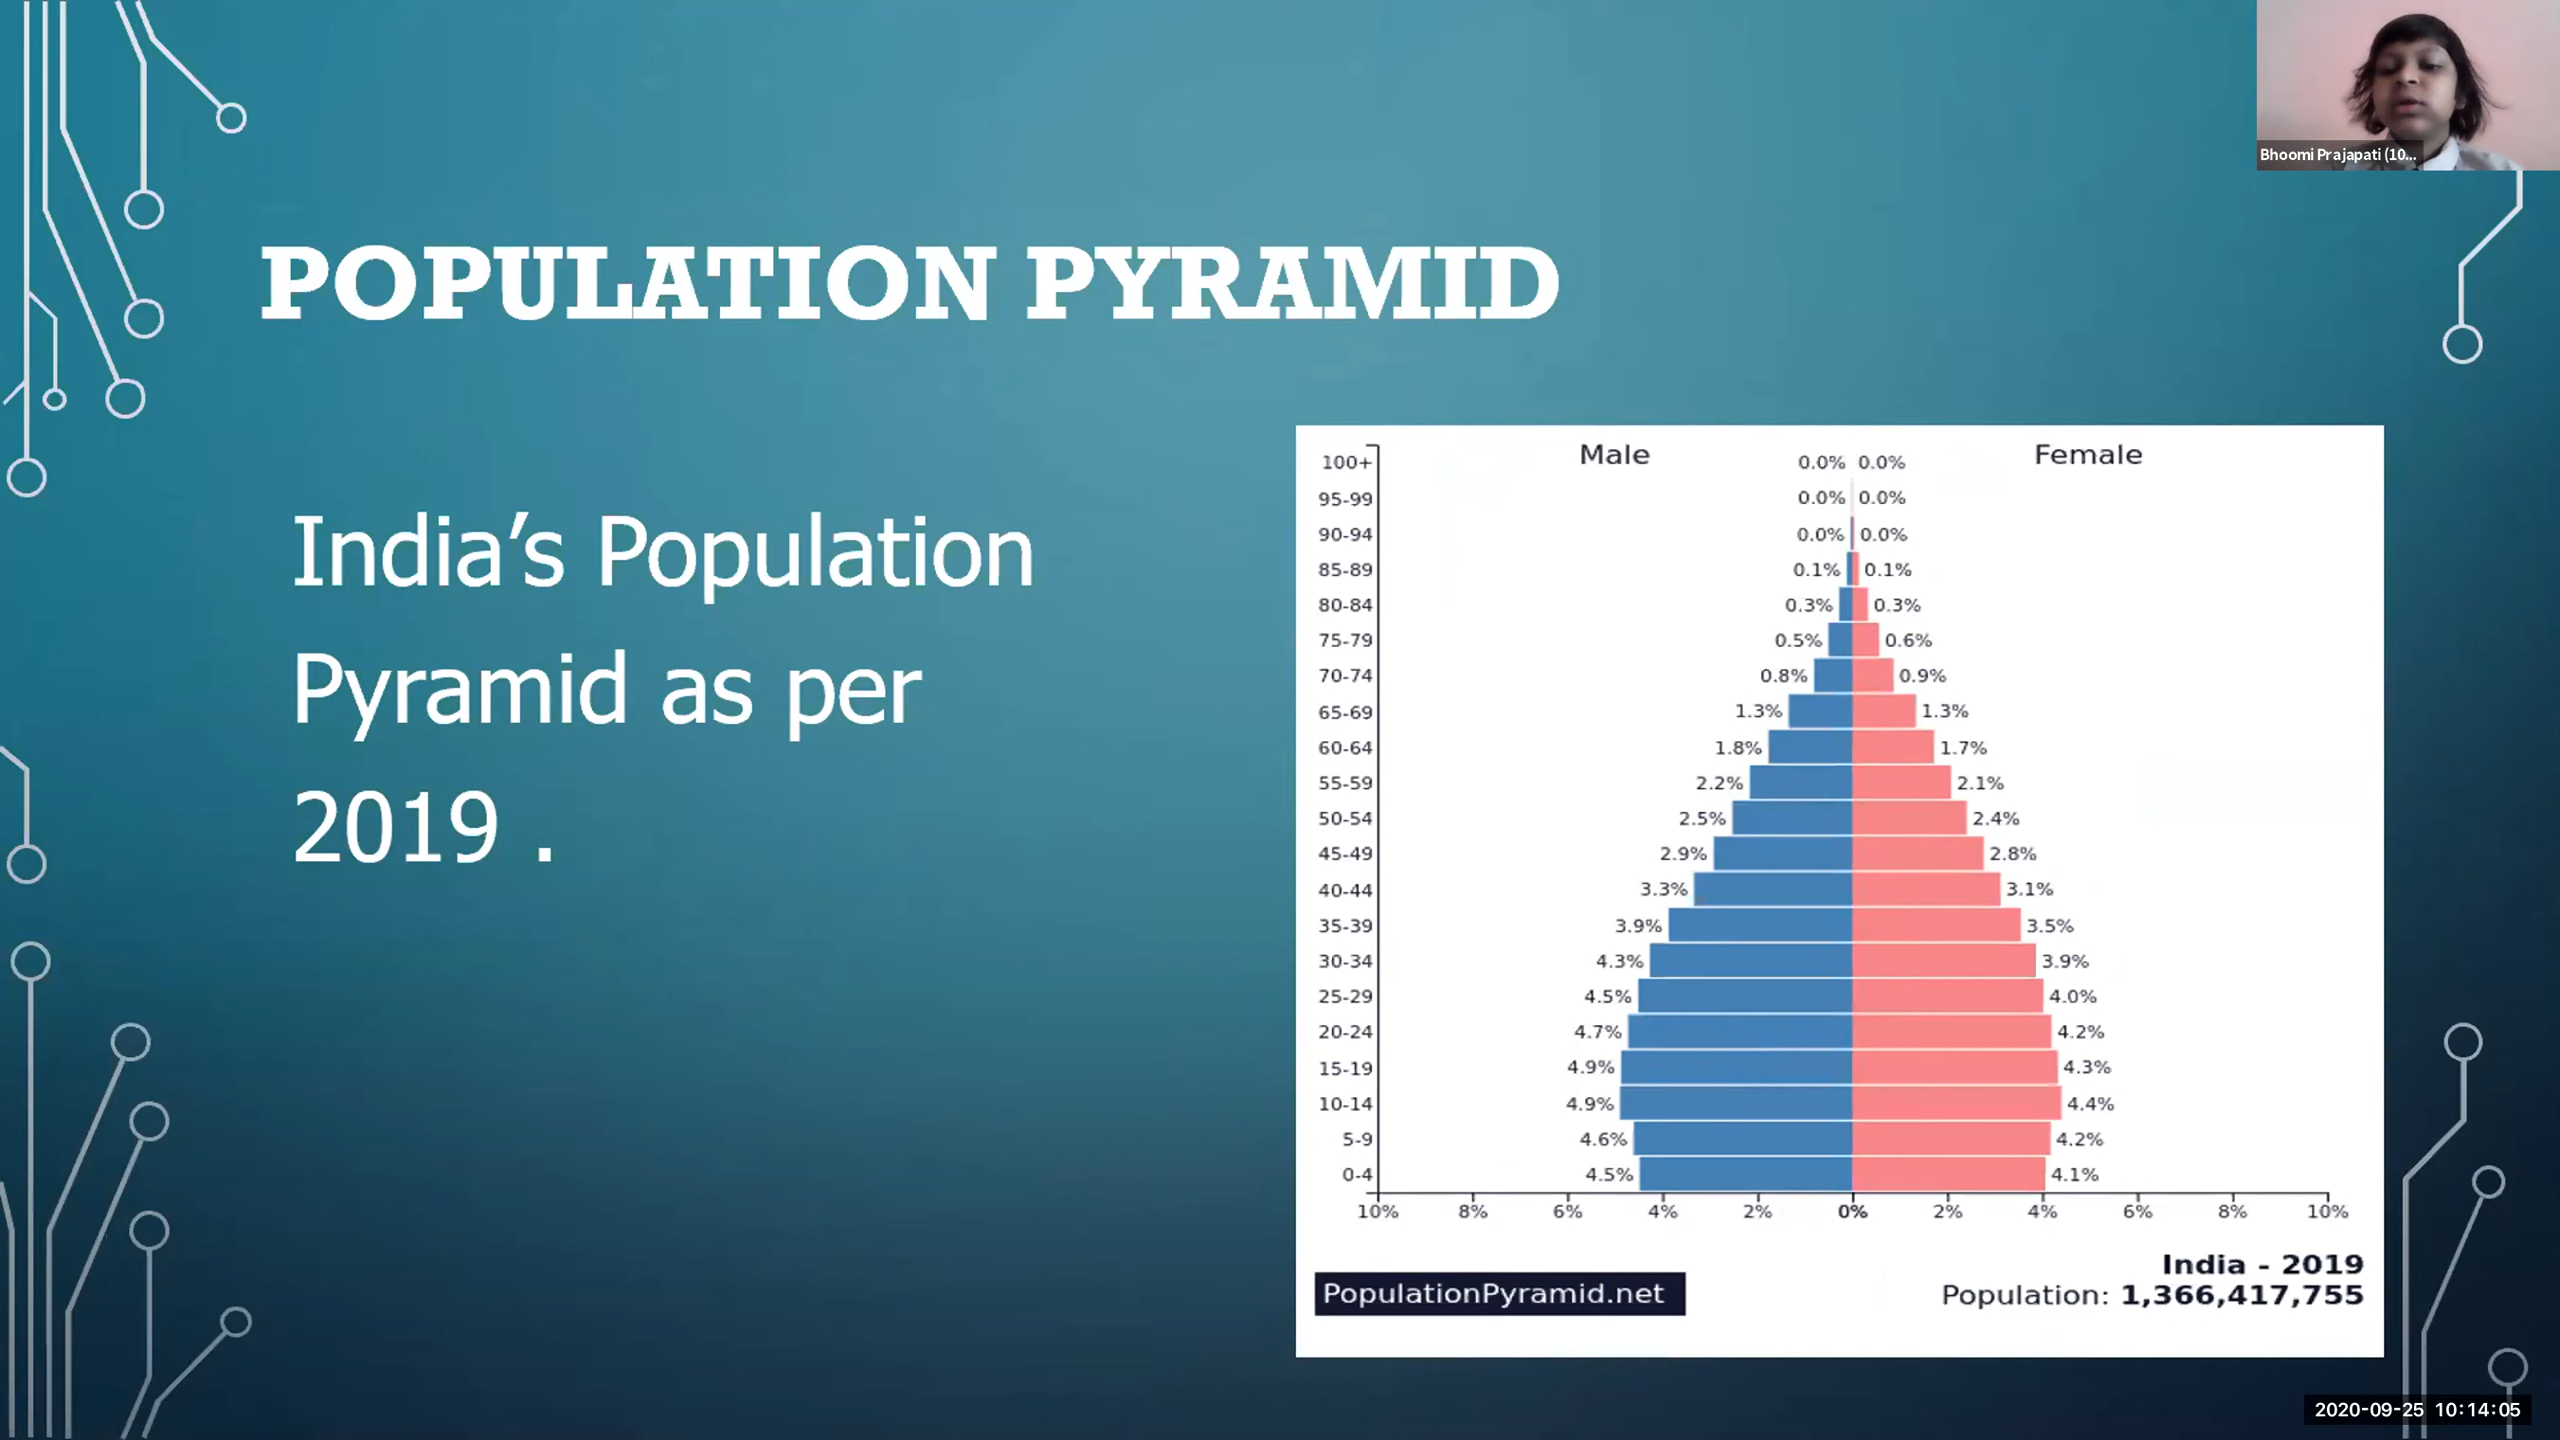 Bhoomi Prajapati (10...
POPULATION PYRAMID
India’s Population
Pyramid as per
2019 .
Male Female
100+ 0.0% 0.0%
95-99 0.0% 0.0%
90-94 0.0% 0.0%
85-89 0.1% 0.1%
80-84 0.3% 0.3%
75-79 0.5% 0.6%
70-74 0.8% 0.9%
65-69 1.3% 1.3%
60-64 1.8% 1.7%
55-59 2.2% 2.1%
50-54 2.5% 2.4%
45-49 2.9% 2.8%
40-44 3.3% 3.1%
35-39 3.9% 3.5%
30-34 4.3% 3.9%
25-29 4.5% 4.0%
20-24 4.7% 4.2%
15-19 4.9% 4.3%
10-14 4.9% 4.4%
5-9 4.6% 4.2%
0-4 4.5% 4.1%
10% 8% 6% 4% 2% 0% 2% 4% 6% 8% 10%
India - 2019
PopulationPyramid.net Population: 1,366,417,755
2020-09-25 10:14:05